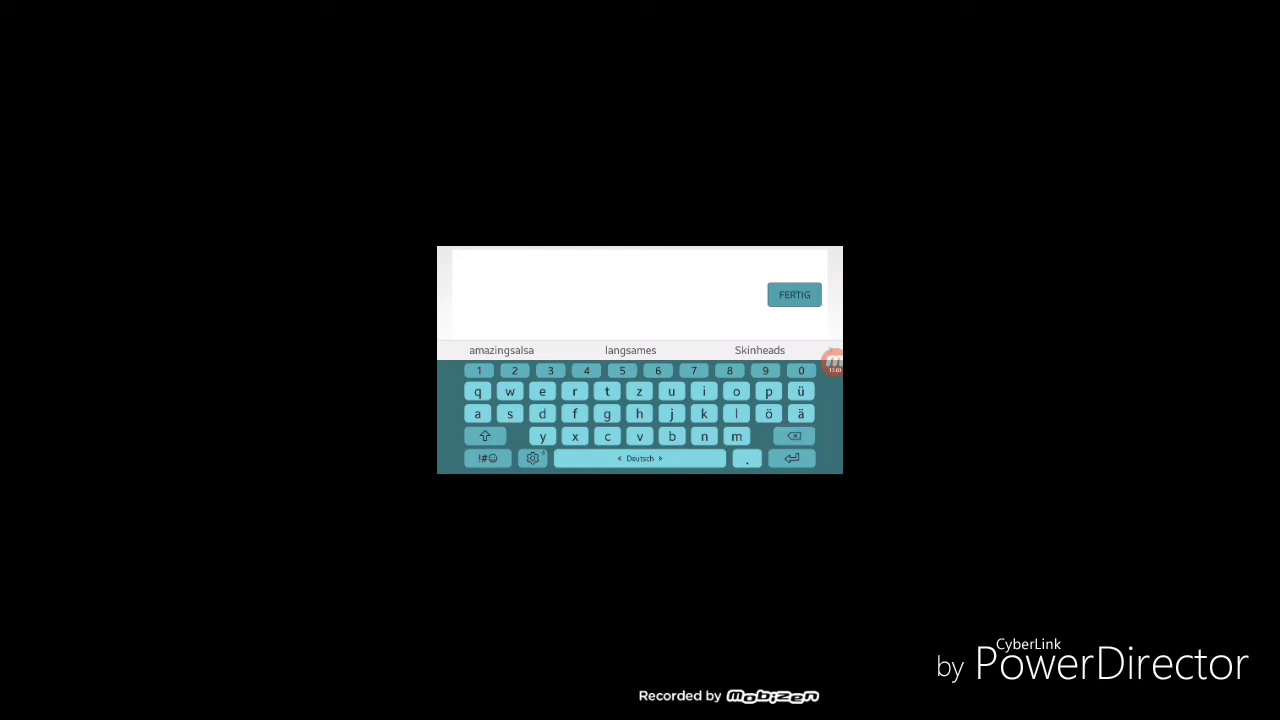 FERTIG
amazingsalsa langsames Skinheads
1 2 3 4 5 6 7 8 9 0
q w e r t z u i o p ü
a s d f g h j k l ö ä
y x c v b n m
!#☺ < Deutsch > .
CyberLink
by PowerDirector
Recorded by mobizen